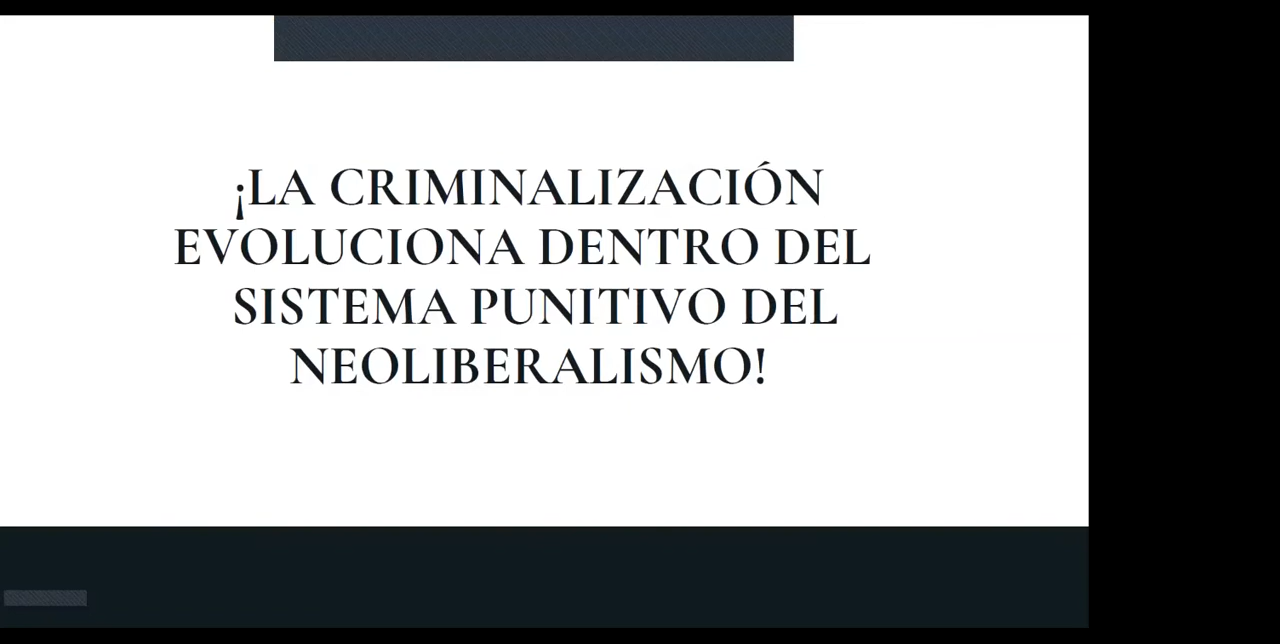 ¡LA CRIMINALIZACIÓN
EVOLUCIONA DENTRO DEL
SISTEMA PUNITIVO DEL
NEOLIBERALISMO!